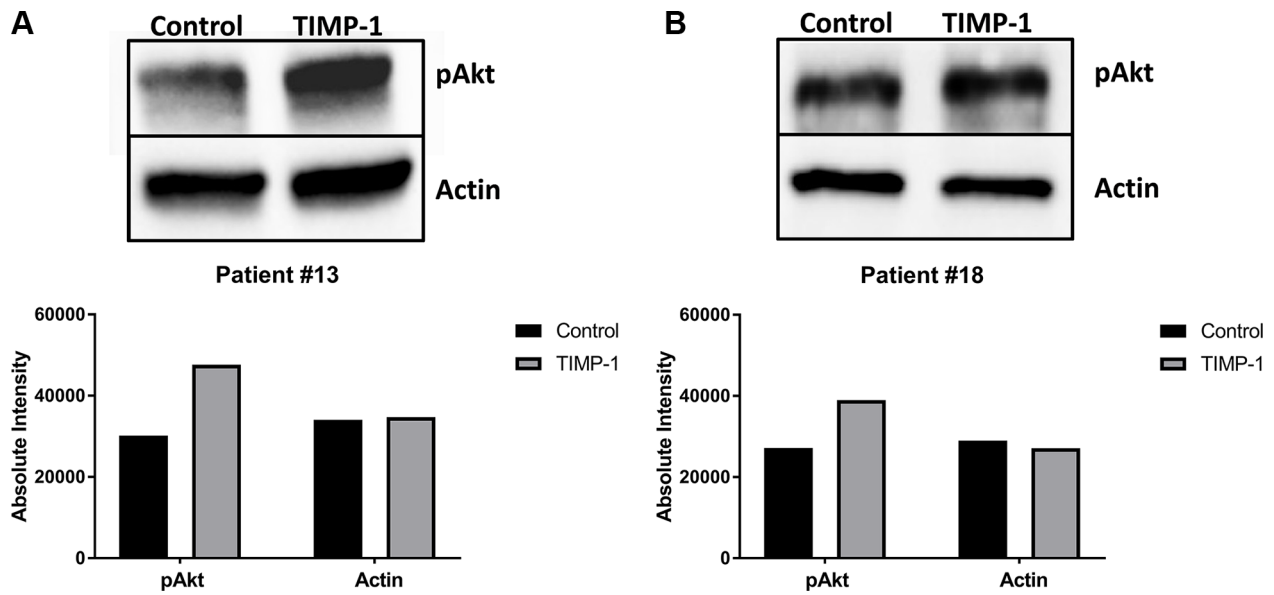 A
Control TIMP-1
pAkt
Actin
Patient #13
60000
40000
20000
0
Absolute Intensity
pAkt Actin
Control
TIMP-1
B
Control TIMP-1
pAkt
Actin
Patient #18
60000
40000
20000
0
Absolute Intensity
pAkt Actin
Control
TIMP-1